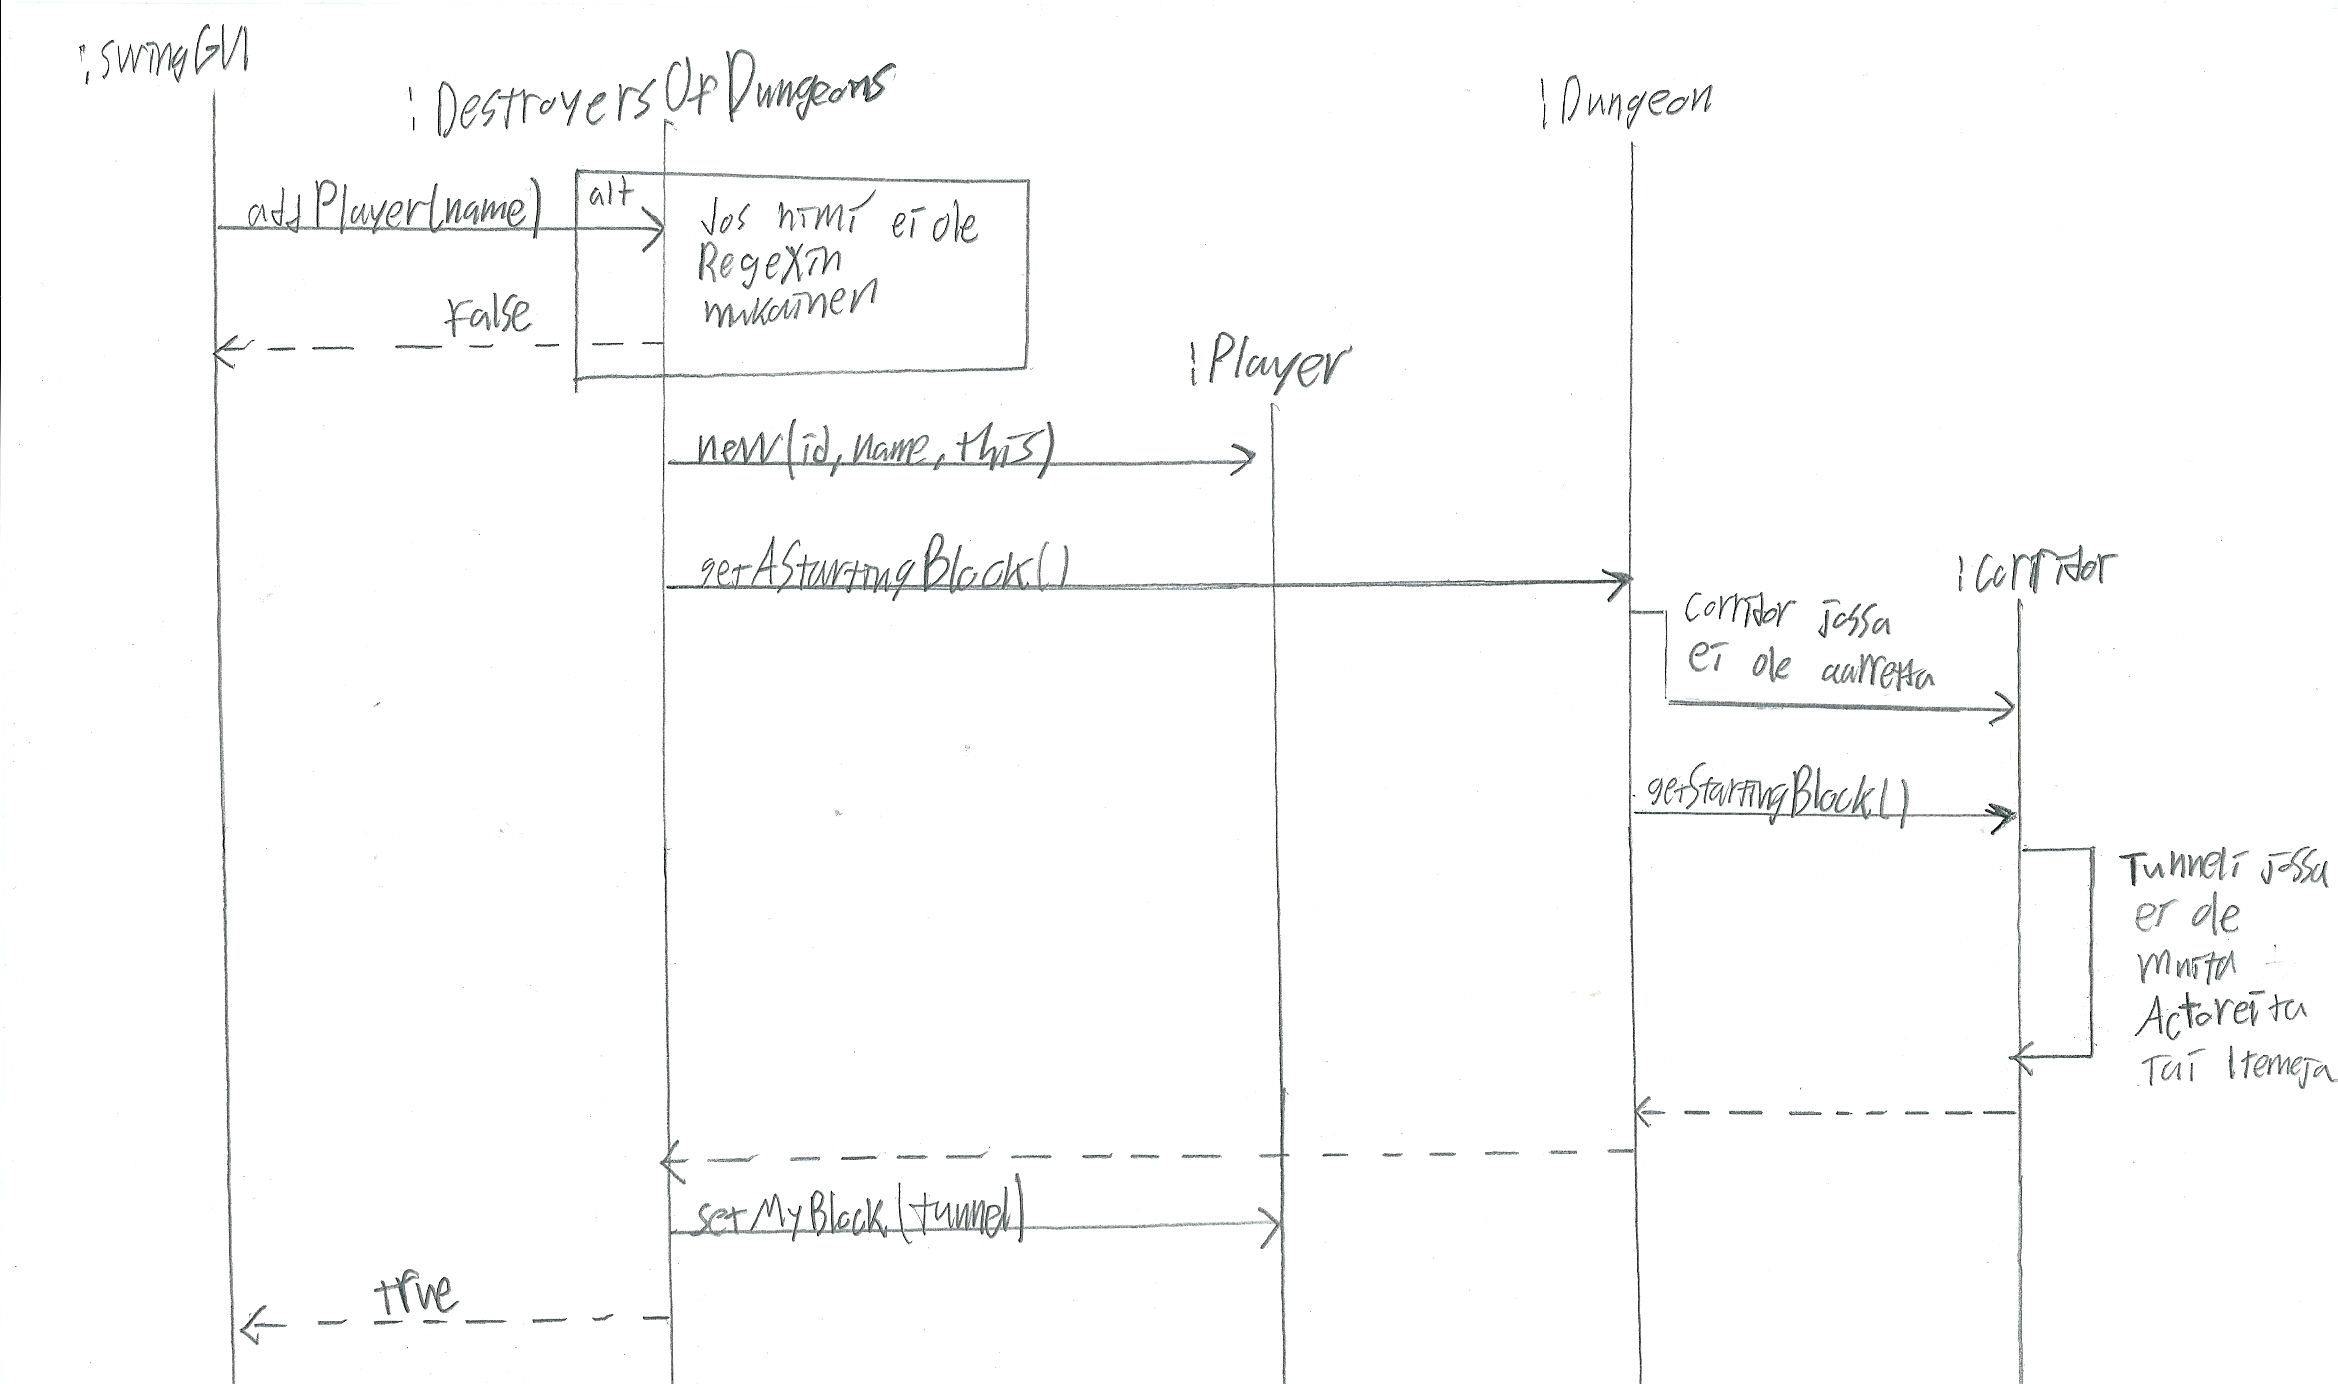 :swingGUI
:DestroyersOfDungeons
:Dungeon
addPlayer(name)
alt
Jos nimi ei ole
RegeXin
mukainen
False
:Player
new(id, name, this)
getAStartingBlock()
:Corridor
Corridor jossa
ei ole aarretta
getStartingBlock()
Tunneli jossa
ei ole
muita
Actoreita
Tai Itemeja
setMyBlock(tunnel)
true